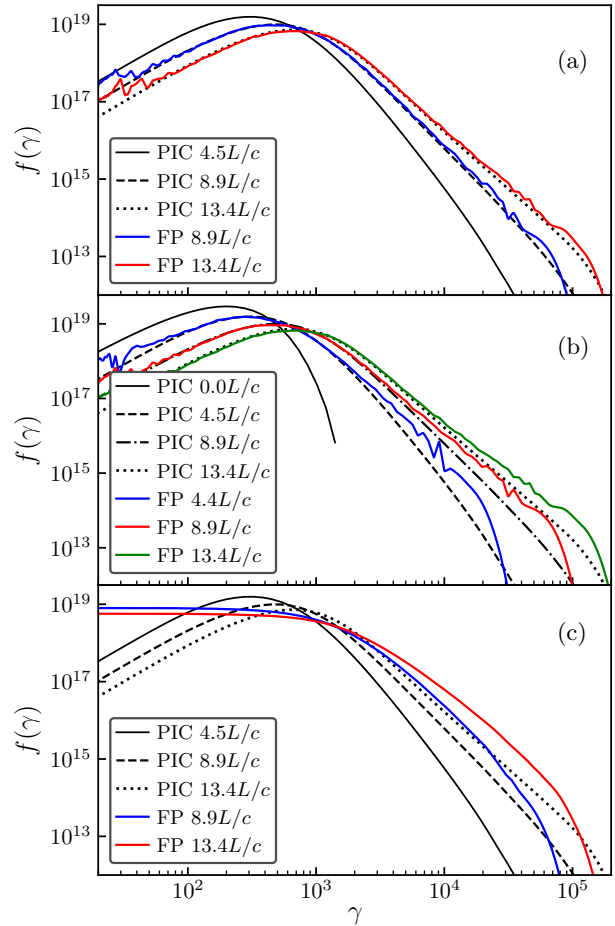 10^19
10^17
10^15
10^13
f(γ)
(a)
PIC 4.5L/c
PIC 8.9L/c
PIC 13.4L/c
FP 8.9L/c
FP 13.4L/c
10^19
10^17
10^15
10^13
f(γ)
(b)
PIC 0.0L/c
PIC 4.5L/c
PIC 8.9L/c
PIC 13.4L/c
FP 4.4L/c
FP 8.9L/c
FP 13.4L/c
10^19
10^17
10^15
10^13
f(γ)
(c)
PIC 4.5L/c
PIC 8.9L/c
PIC 13.4L/c
FP 8.9L/c
FP 13.4L/c
10^2 10^3 10^4 10^5
γ